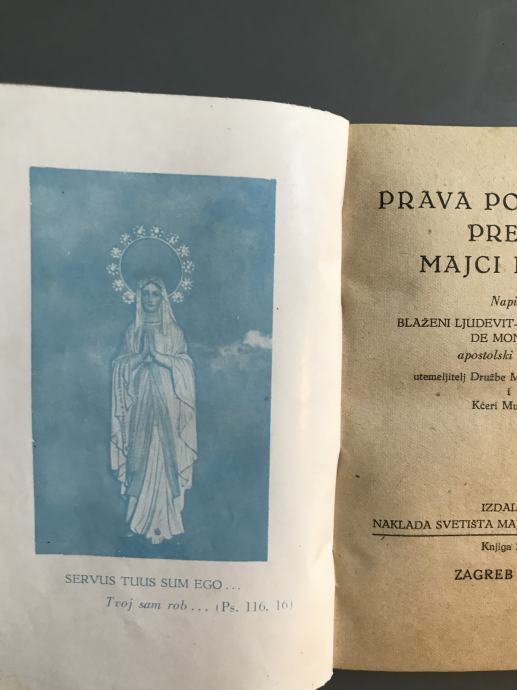 SERVUS TUUS SUM EGO...
Tvoj sam rob... (Ps. 116, 16)
PRAVA PO
PRE
MAJCI
Napi
BLAŽENI LJUDEVIT-
DE MON
apostolski
utemeljitelj Družbe M
i
Kćeri Mu
IZDAL
NAKLADA SVETIŠTA MA
Knjiga
ZAGREB